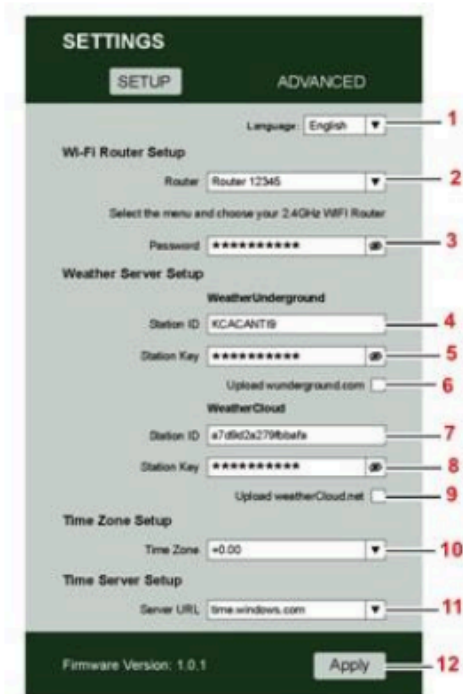 SETTINGS
SETUP ADVANCED
Language: English 1
Wi-Fi Router Setup
Router Router 12345 2
Select the menu and choose your 2.4GHz WIFI Router
Password ********** 3
Weather Server Setup
WeatherUnderground
Station ID KCACANTI9 4
Station Key ********** 5
Upload wunderground.com 6
WeatherCloud
Station ID a7d9d2a279fbbafa 7
Station Key ********** 8
Upload weatherCloud.net 9
Time Zone Setup
Time Zone +0.00 10
Time Server Setup
Server URL time.windows.com 11
Firmware Version: 1.0.1 Apply 12